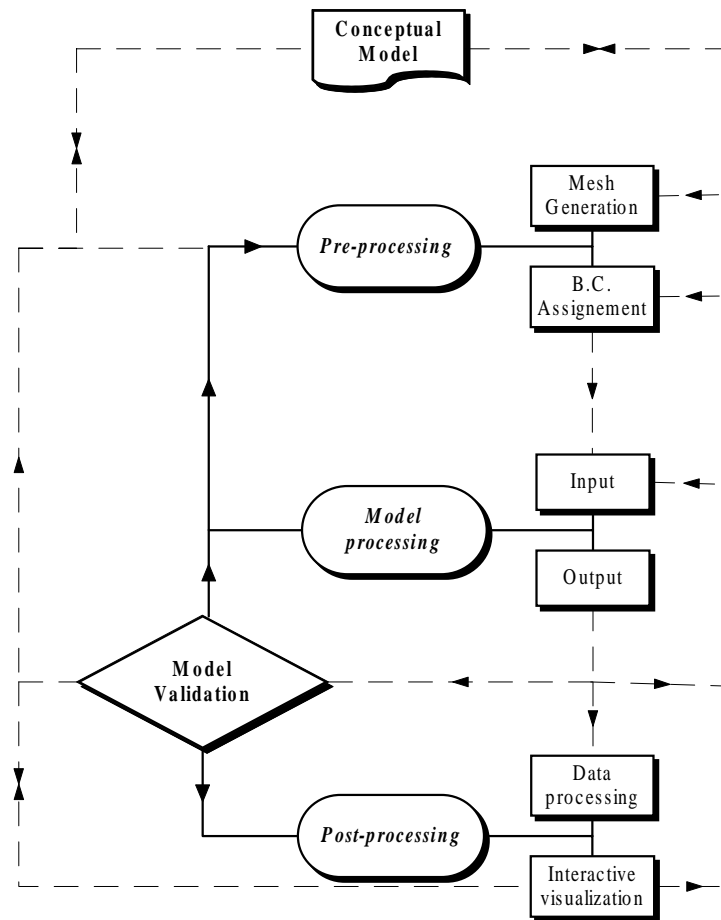 Conceptual
Model
Mesh
Generation
Pre-processing
B.C.
Assignement
Input
Model
processing
Output
Model
Validation
Data
processing
Post-processing
Interactive
visualization